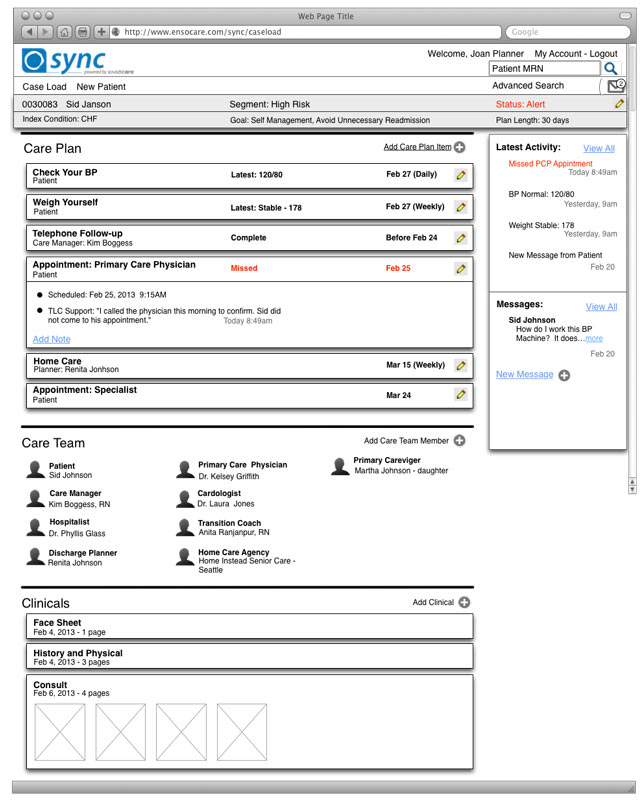 Web Page Title
http://www.ensocare.com/sync/caseload
Google
sync
powered by
Welcome, Joan Planner My Account - Logout
Patient MRN
Case Load New Patient
Advanced Search
2
0030083 Sid Janson Segment: High Risk Status: Alert
Index Condition: CHF Goal: Self Management, Avoid Unnecessary Readmission Plan Length: 30 days
Care Plan
Add Care Plan Item
Check Your BP
Patient
Latest: 120/80
Feb 27 (Daily)
Weigh Yourself
Patient
Latest: Stable - 178
Feb 27 (Weekly)
Telephone Follow-up
Care Manager: Kim Boggess
Complete
Before Feb 24
Appointment: Primary Care Physician
Patient
Missed
Feb 25
Scheduled: Feb 25, 2013 9:15AM
TLC Support: "I called the physician this morning to confirm. Sid did
not come to his appointment."
Today 8:49am
Add Note
Home Care
Planner: Renita Jonhson
Mar 15 (Weekly)
Appointment: Specialist
Patient
Mar 24
Latest Activity: View All
Missed PCP Appintment
Today 8:49am
BP Normal: 120/80
Yesterday, 9am
Weight Stable: 178
Yesterday, 9am
New Message from Patient
Feb 20
Messages: View All
Sid Johnson
How do I work this BP
Machine? It does...more
Feb 20
New Message
Care Team
Add Care Team Member
Patient
Sid Johnson
Care Manager
Kim Boggess, RN
Hospitalist
Dr. Phyllis Glass
Discharge Planner
Renita Johnson
Primary Care Physician
Dr. Kelsey Griffith
Cardologist
Dr. Laura Jones
Transition Coach
Anita Ranjanpur, RN
Home Care Agency
Home Instead Senior Care -
Seattle
Primary Careviger
Martha Johnson - daughter
Clinicals
Add Clinical
Face Sheet
Feb 4, 2013 - 1 page
History and Physical
Feb 4, 2013 - 3 pages
Consult
Feb 6, 2013 - 4 pages